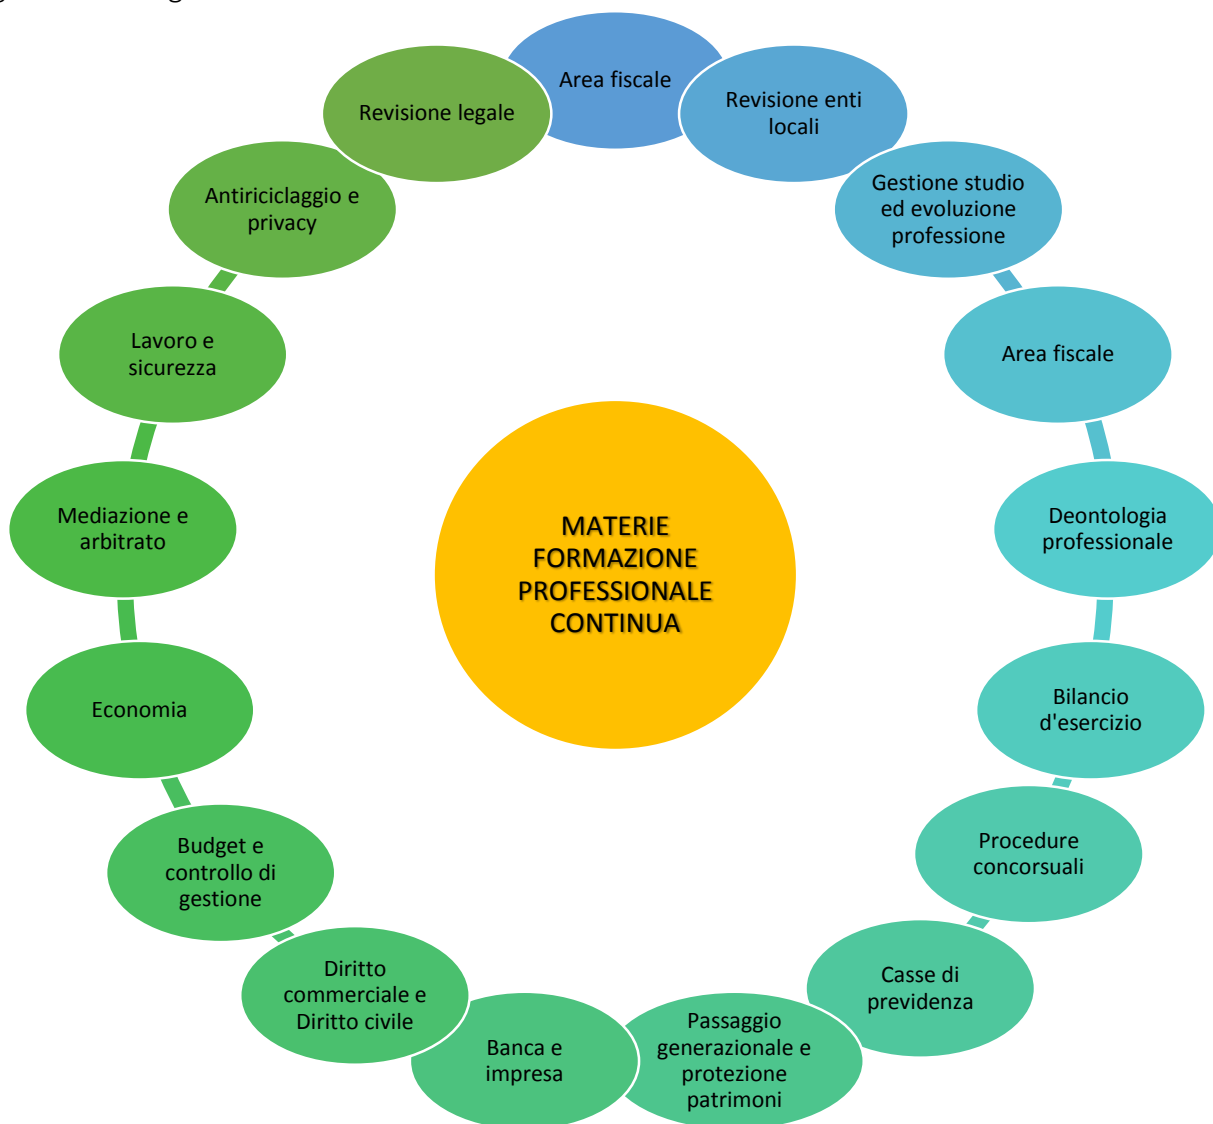 Area fiscale
Revisione enti
locali
Gestione studio
ed evoluzione
professione
Area fiscale
Deontologia
professionale
Bilancio
d'esercizio
Procedure
concorsuali
Casse di
previdenza
Passaggio
generazionale e
protezione
patrimoni
Banca e
impresa
Diritto
commerciale e
Diritto civile
Budget e
controllo di
gestione
Economia
Mediazione e
arbitrato
Lavoro e
sicurezza
Antiriciclaggio e
privacy
Revisione legale
MATERIE
FORMAZIONE
PROFESSIONALE
CONTINUA